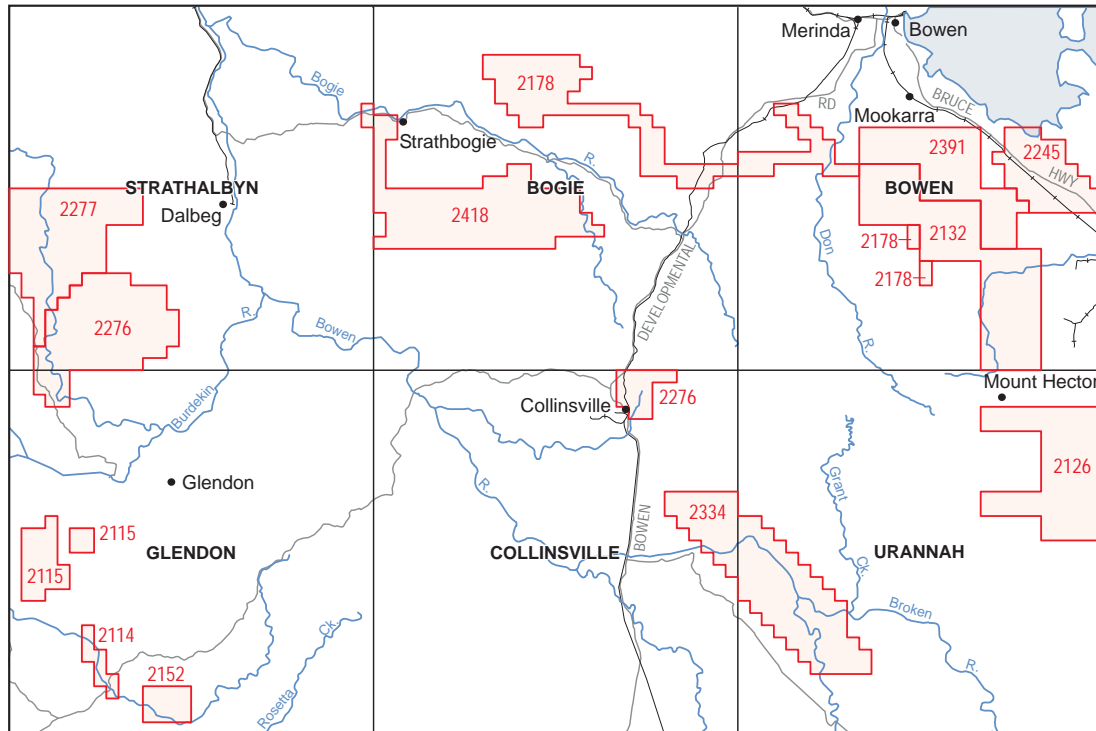 Merinda
Bowen
Bogie
2178
RD
BRUCE
Mookarra
Strathbogie
R.
2391
2245
HWY
STRATHALBYN
BOGIE
BOWEN
2277
Dalbeg
2418
Don
2178
2132
2178
DEVELOPMENTAL
2276
R.
Bowen
R.
Mount Hector
Burdekin
Collinsville
2276
2126
Glendon
R.
Grant
2334
2115
GLENDON
COLLINSVILLE
BOWEN
URANNAH
2115
Ck.
Broken
2114
Ck.
2152
R.
Rosetta